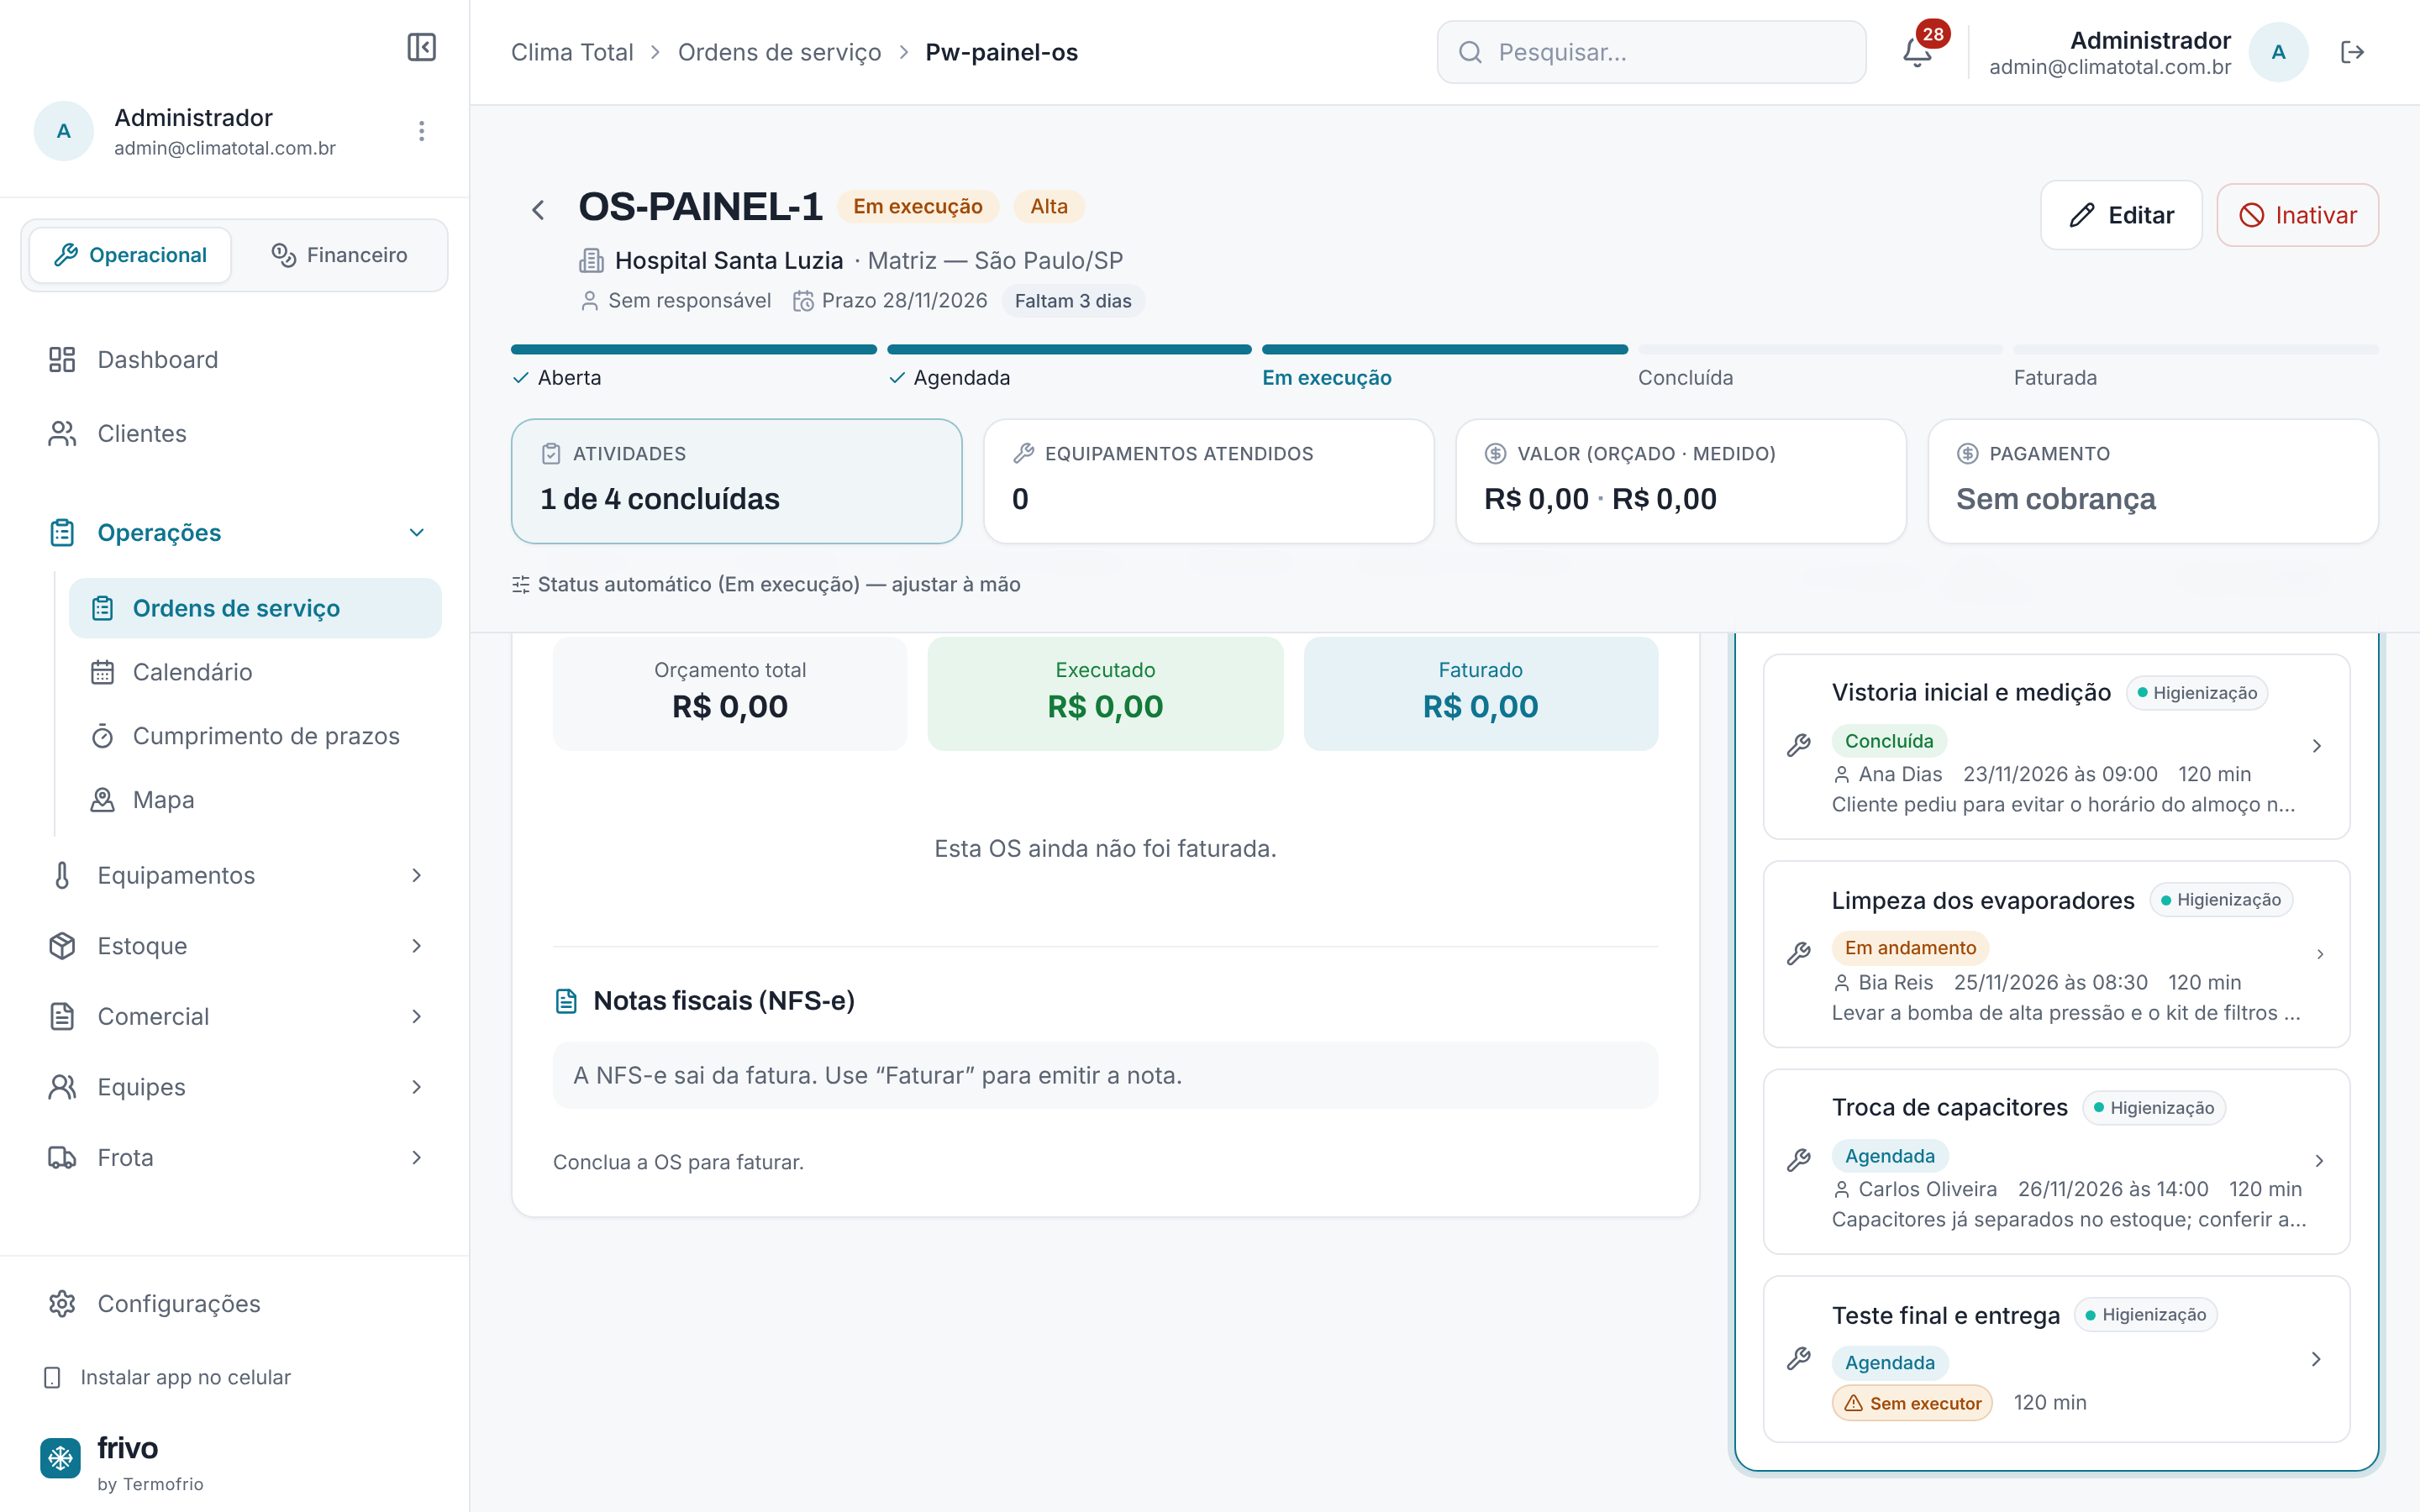 Administrador
admin@climatotal.com.br
Operacional
Financeiro
Dashboard
Clientes
Operações
Ordens de serviço
Calendário
Cumprimento de prazos
Mapa
Equipamentos
Estoque
Comercial
Equipes
Frota
Configurações
Instalar app no celular
frivo
by Termofrio
Clima Total > Ordens de serviço > Pw-painel-os
Pesquisar...
28
Administrador
admin@climatotal.com.br
A
A
OS-PAINEL-1 Em execução Alta
Hospital Santa Luzia · Matriz — São Paulo/SP
Sem responsável Prazo 28/11/2026 Faltam 3 dias
Editar
Inativar
Aberta
Agendada
Em execução
Concluída
Faturada
ATIVIDADES
1 de 4 concluídas
EQUIPAMENTOS ATENDIDOS
0
VALOR (ORÇADO · MEDIDO)
R$ 0,00 · R$ 0,00
PAGAMENTO
Sem cobrança
Status automático (Em execução) — ajustar à mão
Orçamento total
R$ 0,00
Executado
R$ 0,00
Faturado
R$ 0,00
Esta OS ainda não foi faturada.
Notas fiscais (NFS-e)
A NFS-e sai da fatura. Use “Faturar” para emitir a nota.
Conclua a OS para faturar.
Vistoria inicial e medição Higienização
Concluída
Ana Dias 23/11/2026 às 09:00 120 min
Cliente pediu para evitar o horário do almoço n...
Limpeza dos evaporadores Higienização
Em andamento
Bia Reis 25/11/2026 às 08:30 120 min
Levar a bomba de alta pressão e o kit de filtros ...
Troca de capacitores Higienização
Agendada
Carlos Oliveira 26/11/2026 às 14:00 120 min
Capacitores já separados no estoque; conferir a...
Teste final e entrega Higienização
Agendada
Sem executor 120 min